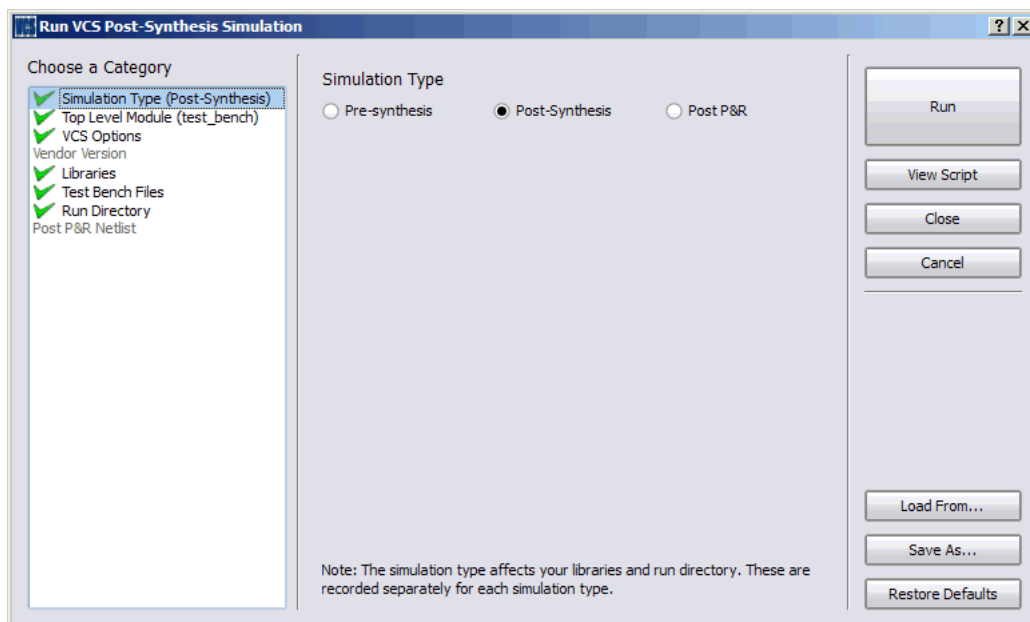 Run VCS Post-Synthesis Simulation
Choose a Category
Simulation Type (Post-Synthesis)
Top Level Module (test_bench)
VCS Options
Vendor Version
Libraries
Test Bench Files
Run Directory
Post P&R Netlist
Simulation Type
Pre-synthesis
Post-Synthesis
Post P&R
Note: The simulation type affects your libraries and run directory. These are
recorded separately for each simulation type.
Run
View Script
Close
Cancel
Load From...
Save As...
Restore Defaults